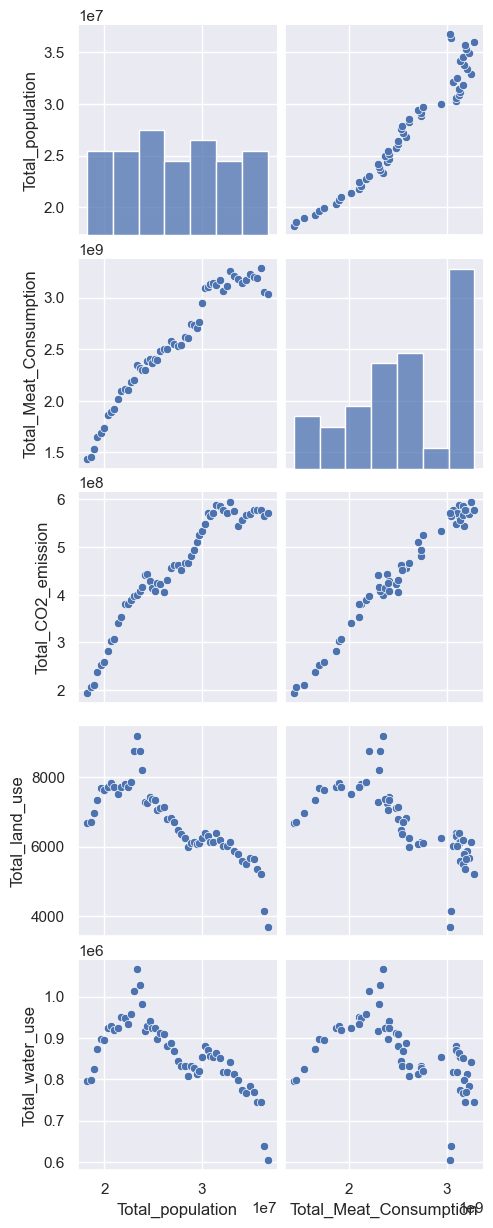 1e7
3.5
3.0
2.5
2.0
Total_population
1e9
3.0
2.5
2.0
1.5
Total_Meat_Consumption
1e8
6
5
4
3
2
Total_CO2_emission
8000
6000
4000
Total_land_use
1e6
1.0
0.9
0.8
0.7
0.6
Total_water_use
2 3 2 3
Total_population 1e7 Total_Meat_Consumption 1e9